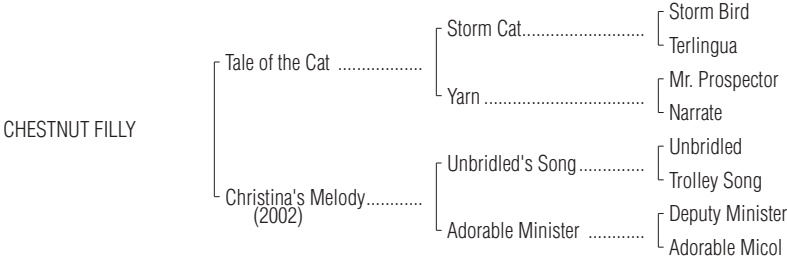 Storm Bird
Storm Cat.........................
Terlingua
Tale of the Cat .................
Mr. Prospector
Yarn ................................
Narrate
CHESTNUT FILLY
Unbridled
Unbridled's Song..............
Trolley Song
Christina's Melody............
(2002)
Deputy Minister
Adorable Minister ............
Adorable Micol